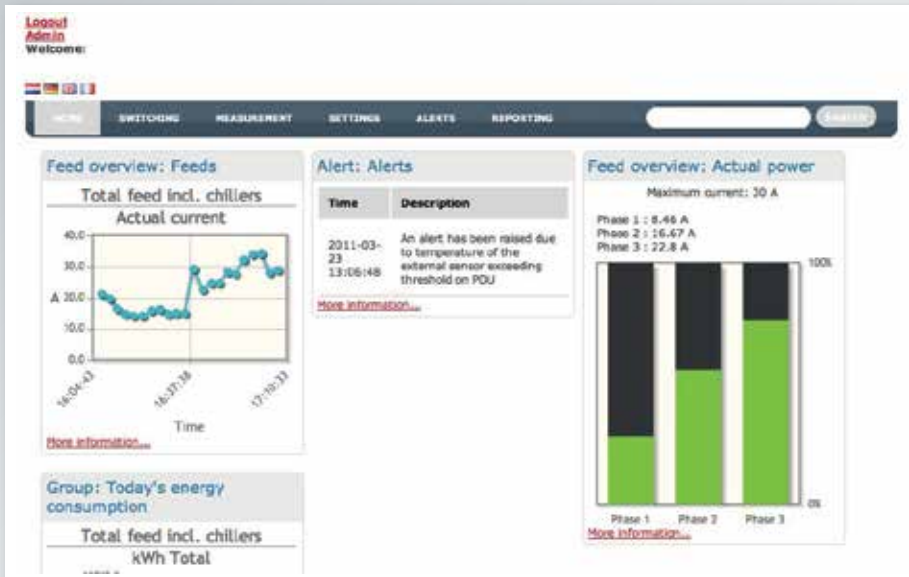 Logout
Admin
Welcome:
HOME SWITCHING MEASUREMENT SETTINGS ALERTS REPORTING Search
Feed overview: Feeds
Total feed incl. chillers
Actual current
40.0
30.0
A 20.0
10.0
0.0
16:04:43 16:37:38 17:10:33
Time
More information...
Group: Today's energy
consumption
Total feed incl. chillers
kWh Total
Alert: Alerts
Time Description
2011-03-
23
13:06:48
An alert has been raised due
to temperature of the
external sensor exceeding
threshold on PDU
More information...
Feed overview: Actual power
Maximum current: 30 A
Phase 1 : 8.46 A
Phase 2 : 16.67 A
Phase 3 : 22.8 A
100%
0%
Phase 1 Phase 2 Phase 3
More information...